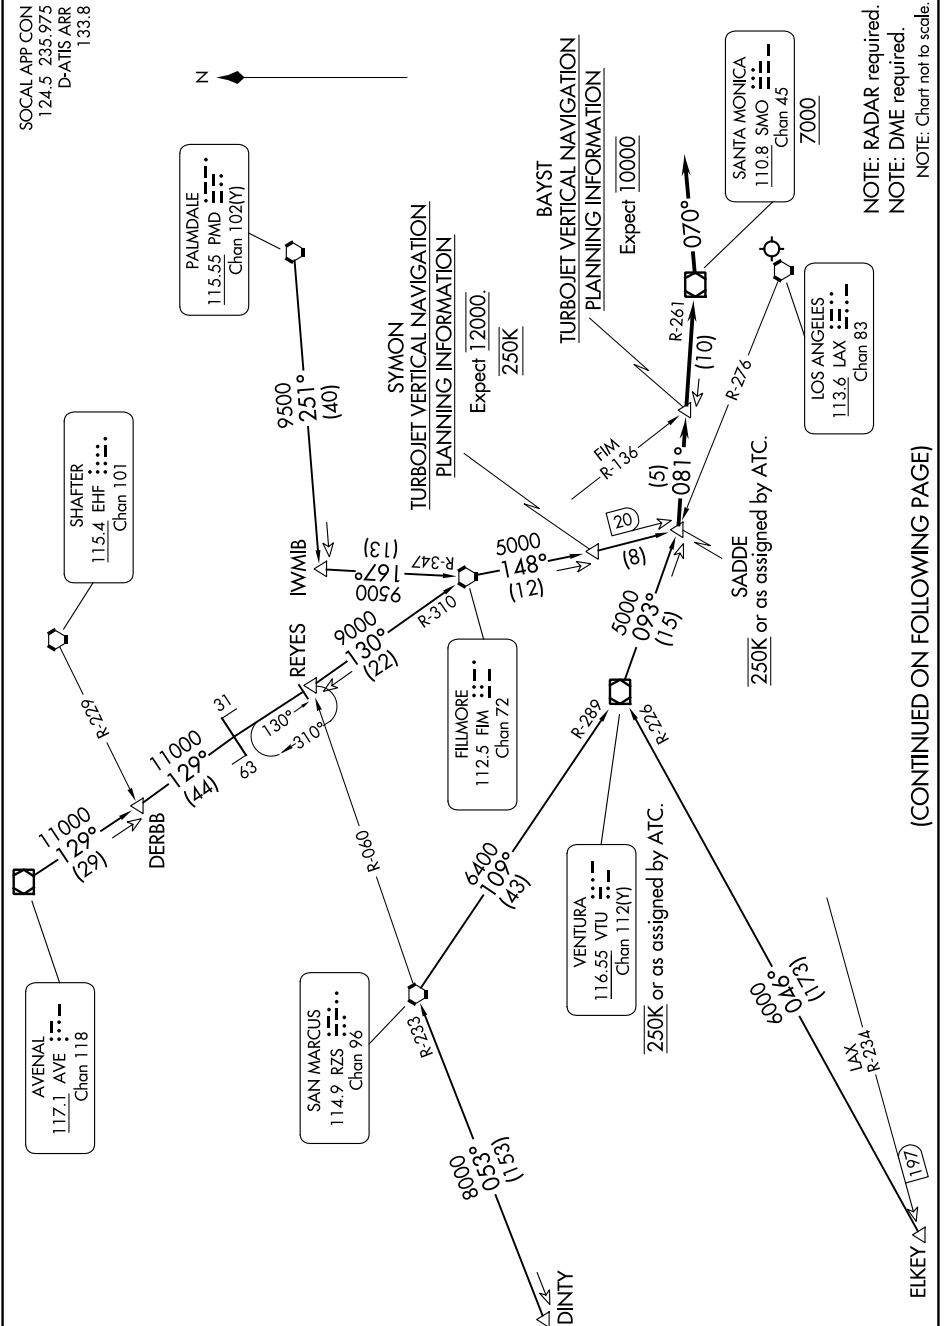 SOCAL APP CON
124.5 235.975
D-ATIS ARR
133.8
N
PALMDALE
115.55 PMD
Chan 102(Y)
9500
251°
(40)
SHAFTER
115.4 EHF
Chan 101
R-229
AVENAL
117.1 AVE
Chan 118
11000
129°
(29)
DERBB
11000
129°
(44)
31
63
REYES
130°
310°
9000
130°
(22)
R-310
IWMIB
9500
167°
(13)
R-347
SYMON
TURBOJET VERTICAL NAVIGATION
PLANNING INFORMATION
Expect 12000.
250K
BAYST
TURBOJET VERTICAL NAVIGATION
PLANNING INFORMATION
Expect 10000
SANTA MONICA
110.8 SMO
Chan 45
7000
070°
R-261
(10)
FIM
R-136
(5)
081°
R-276
LOS ANGELES
113.6 LAX
Chan 83
FILLMORE
112.5 FIM
Chan 72
5000
148°
(12)
20
(8)
SADDE
250K or as assigned by ATC.
5000
093°
(15)
R-289
R-226
VENTURA
116.55 VTU
Chan 112(Y)
250K or as assigned by ATC.
SAN MARCUS
114.9 RZS
Chan 96
R-060
R-233
6400
109°
(43)
8000
053°
(153)
DINTY
6000
046°
(173)
LAX
R-234
197
ELKEY
NOTE: RADAR required.
NOTE: DME required.
NOTE: Chart not to scale.
(CONTINUED ON FOLLOWING PAGE)